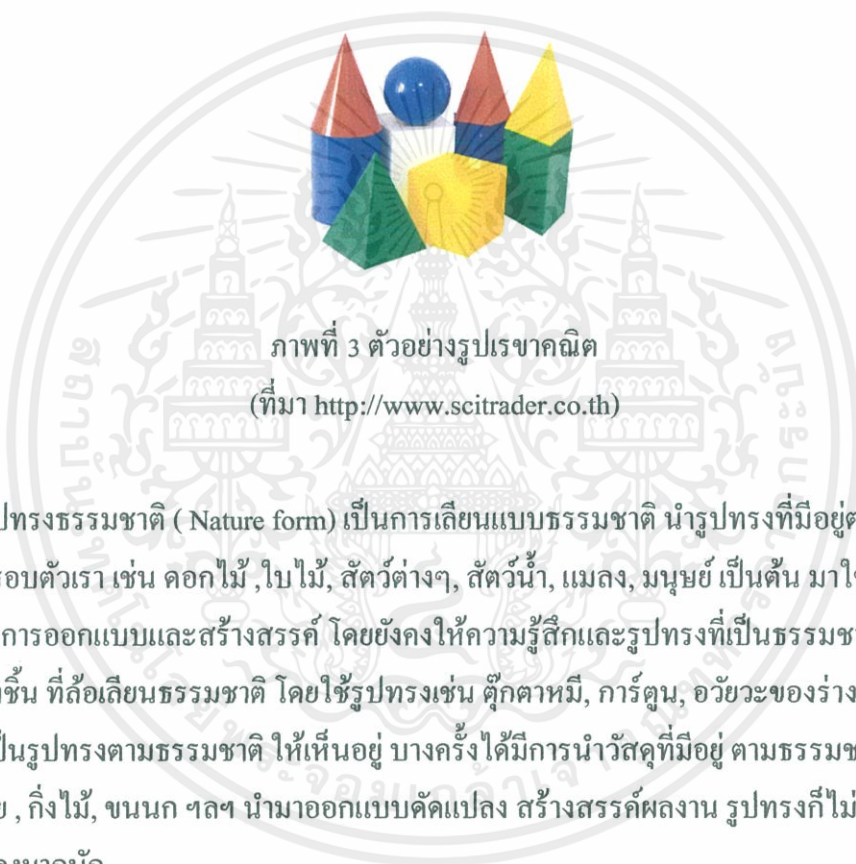 ภาพที่ 3 ตัวอย่างรูปเรขาคณิต
(ที่มา http://www.scitrader.co.th)
ปทรงธรรมชาติ ( Nature form) เป็นการเลียนแบบธรรมชาติ นำรูปทรงที่มีอยู่ต
รอบตัวเรา เช่น ดอกไม้ ,ใบไม้, สัตว์ต่างๆ, สัตว์น้ำ, แมลง, มนุษย์ เป็นต้น มาใ
การออกแบบและสร้างสรรค์ โดยยังคงให้ความรู้สึกและรูปทรงที่เป็นธรรมช
ชิ้น ที่ล้อเลียนธรรมชาติ โดยใช้รูปทรงเช่น ตุ๊กตาหมี, การ์ตูน, อวัยวะของร่าง
ป็นรูปทรงตามธรรมชาติ ให้เห็นอยู่ บางครั้งได้มีการนำวัสดุที่มีอยู่ ตามธรรมช
ย , กิ่งไม้, ขนนก ฯลฯ นำมาออกแบบดัดแปลง สร้างสรรค์ผลงาน รูปทรงก็ไม่